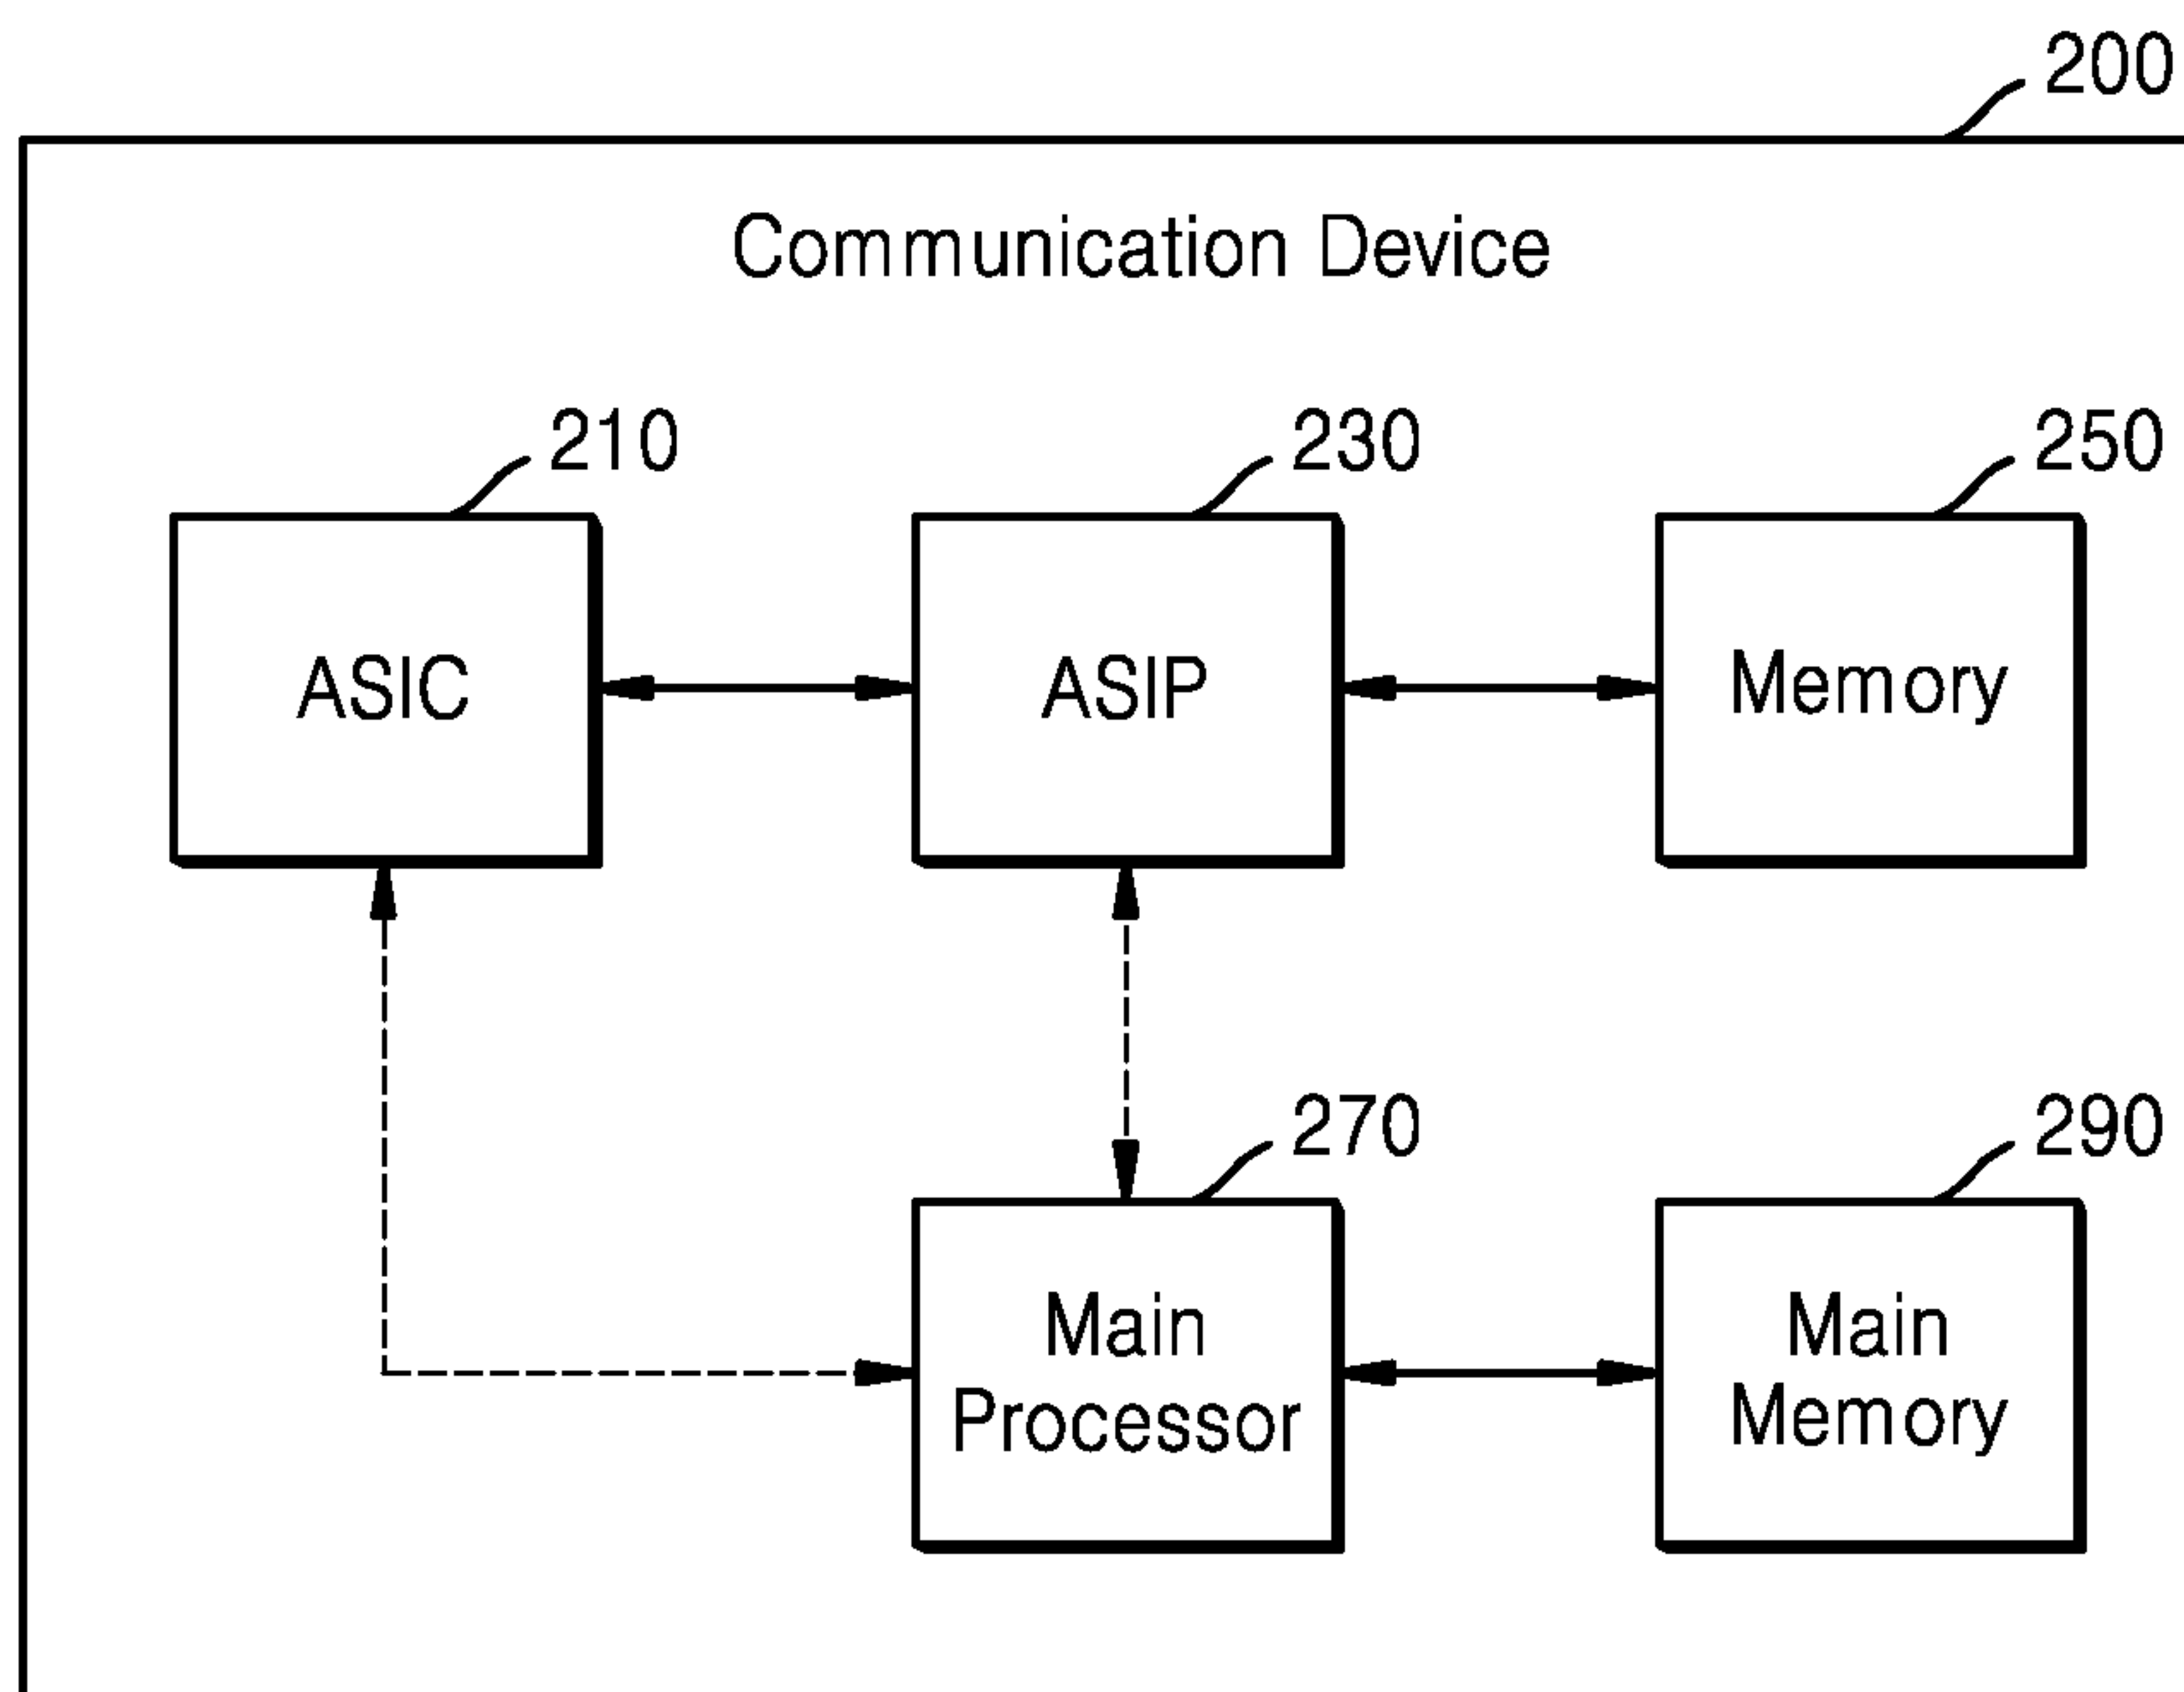 200
Communication Device
210
230
250
ASIC
ASIP
Memory
270
290
Main
Processor
Main
Memory